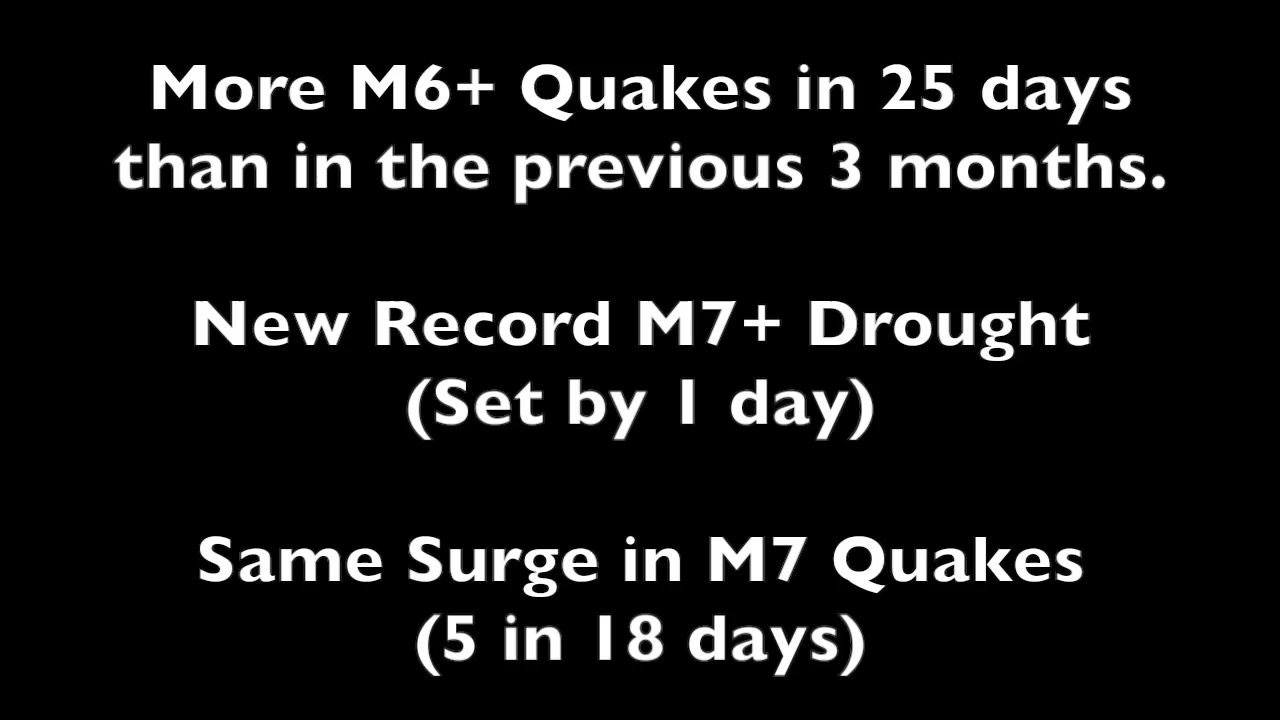 More M6+ Quakes in 25 days
than in the previous 3 months.
New Record M7+ Drought
(Set by 1 day)
Same Surge in M7 Quakes
(5 in 18 days)